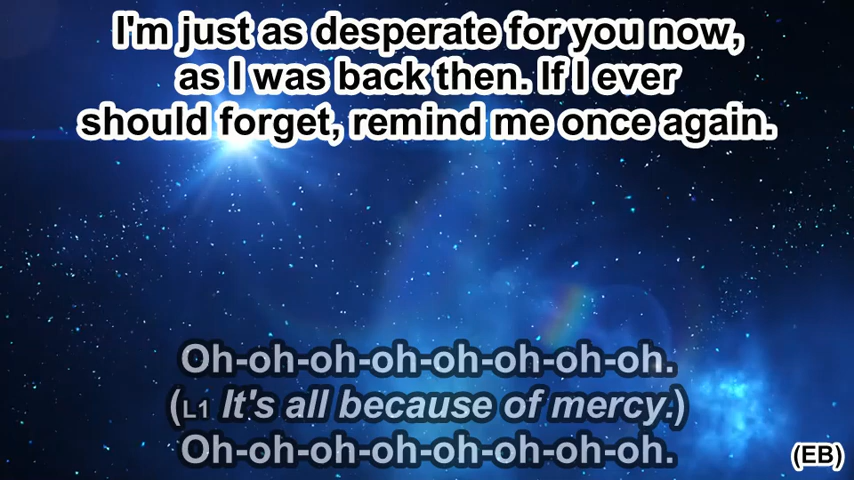 I'm just as desperate for you now,
as I was back then. If I ever
should forget, remind me once again.
Oh-oh-oh-oh-oh-oh-oh-oh.
(L1 It's all because of mercy.)
Oh-oh-oh-oh-oh-oh-oh-oh.
(EB)